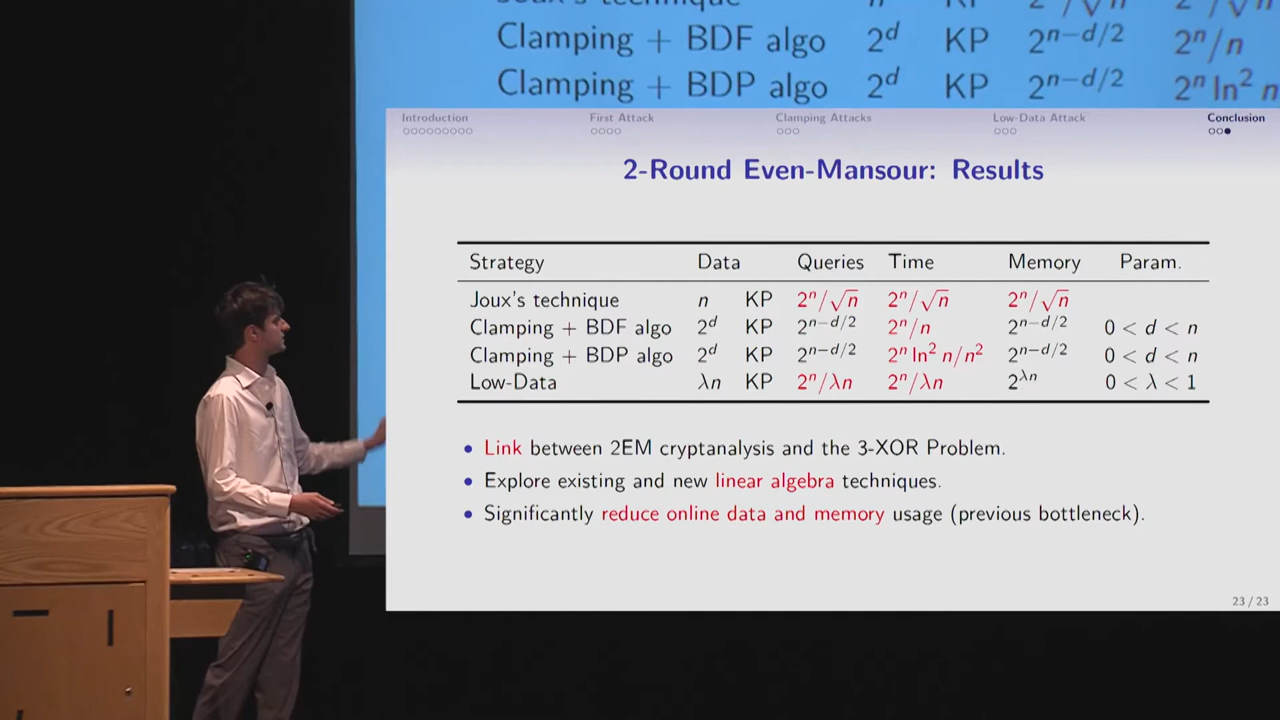 Joux's technique n KP
Clamping + BDF algo 2^d KP 2^{n−d/2} 2^n/n
Clamping + BDP algo 2^d KP 2^{n−d/2} 2^n ln^2 n
Introduction First Attack Clamping Attacks Low-Data Attack Conclusion
2-Round Even-Mansour: Results
Strategy Data Queries Time Memory Param.
Joux's technique n KP 2^n/√n 2^n/√n 2^n/√n
Clamping + BDF algo 2^d KP 2^{n−d/2} 2^n/n 2^{n−d/2} 0 < d < n
Clamping + BDP algo 2^d KP 2^{n−d/2} 2^n ln^2 n/n^2 2^{n−d/2} 0 < d < n
Low-Data λn KP 2^n/λn 2^n/λn 2^{λn} 0 < λ < 1
• Link between 2EM cryptanalysis and the 3-XOR Problem.
• Explore existing and new linear algebra techniques.
• Significantly reduce online data and memory usage (previous bottleneck).
23 / 23